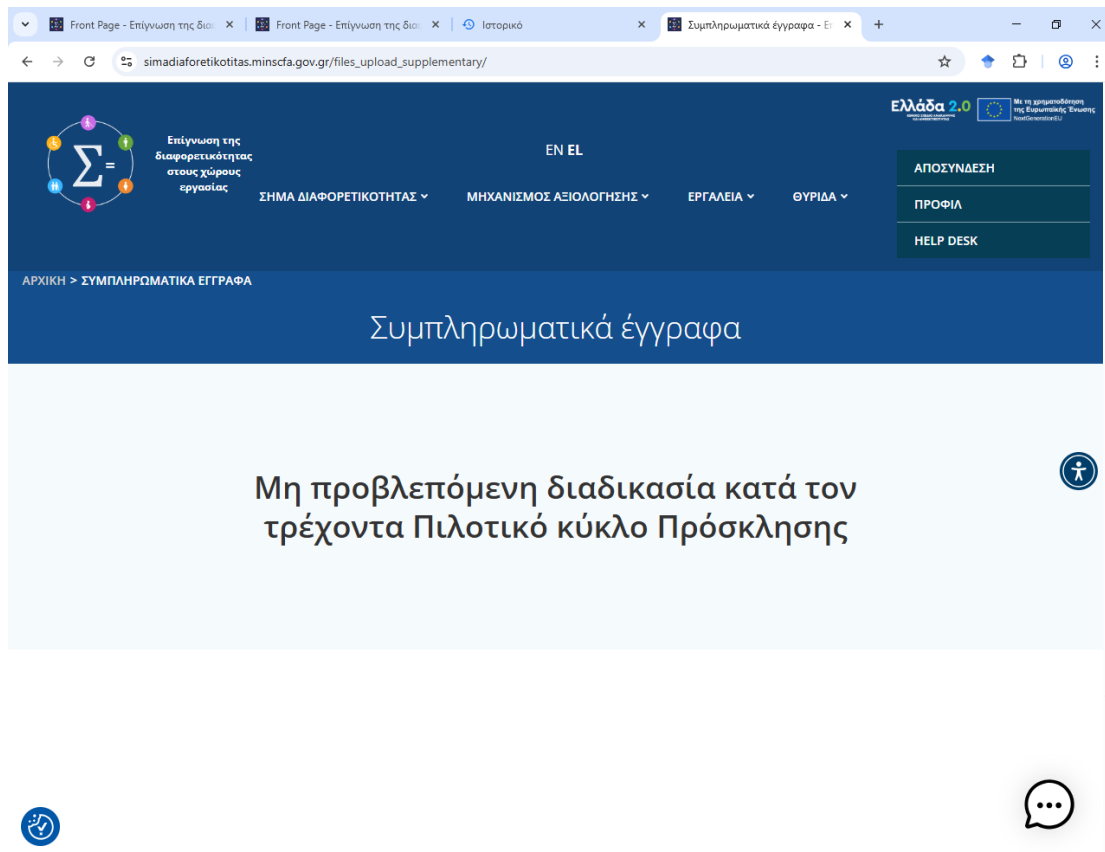 Front Page - Επίγνωση της δια
Front Page - Επίγνωση της δια
Ιστορικό
Συμπληρωματικά έγγραφα - Ε
simadiaforetikotitas.minscfa.gov.gr/files_upload_supplementary/
Ελλάδα 2.0
Με τη χρηματοδότηση
της Ευρωπαϊκής Ένωσης
NextGenerationEU
Σ=
Επίγνωση της
διαφορετικότητας
στους χώρους
εργασίας
EN EL
ΣΗΜΑ ΔΙΑΦΟΡΕΤΙΚΟΤΗΤΑΣ
ΜΗΧΑΝΙΣΜΟΣ ΑΞΙΟΛΟΓΗΣΗΣ
ΕΡΓΑΛΕΙΑ
ΘΥΡΙΔΑ
ΑΠΟΣΥΝΔΕΣΗ
ΠΡΟΦΙΛ
HELP DESK
ΑΡΧΙΚΗ > ΣΥΜΠΛΗΡΩΜΑΤΙΚΑ ΕΓΓΡΑΦΑ
Συμπληρωματικά έγγραφα
Μη προβλεπόμενη διαδικασία κατά τον
τρέχοντα Πιλοτικό κύκλο Πρόσκλησης